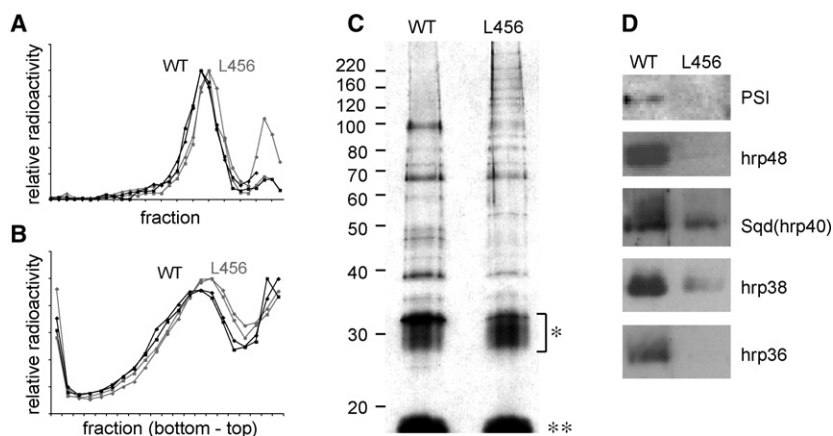 A
WT
L456
relative radioactivity
fraction
B
WT
L456
relative radioactivity
fraction (bottom - top)
C
WT L456
220
160
120
100
80
70
60
50
40
30
20
*
**
D
WT L456
PSI
hrp48
Sqd(hrp40)
hrp38
hrp36